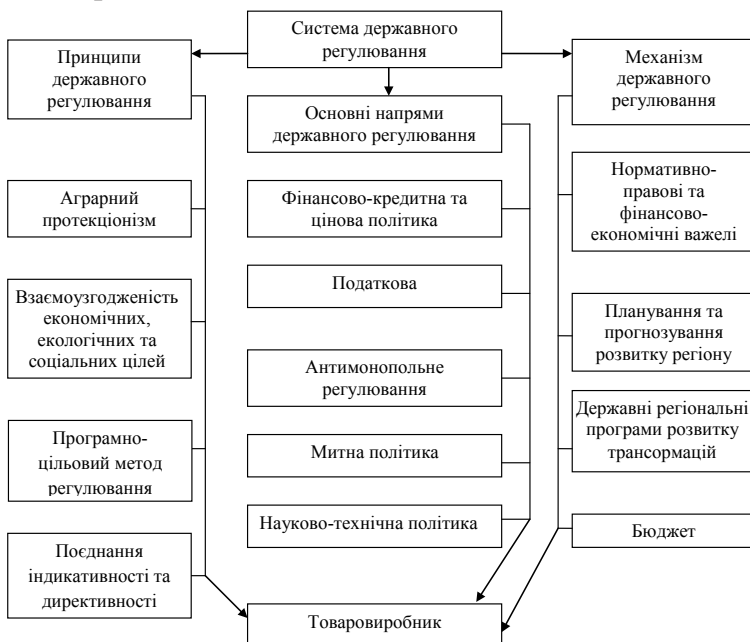 Система державного
регулювання
Принципи
державного
регулювання
Механізм
державного
регулювання
Основні напрями
державного регулювання
Аграрний
протекціонізм
Фінансово-кредитна та
цінова політика
Нормативно-
правові та
фінансово-
економічні важелі
Взаємоузгодженість
економічних,
екологічних та
соціальних цілей
Податкова
Планування та
прогнозування
розвитку регіону
Антимонопольне
регулювання
Державні регіональні
програми розвитку
трансормацій
Програмно-
цільовий метод
регулювання
Митна політика
Науково-технічна політика
Бюджет
Поєднання
індикативності та
директивності
Товаровиробник